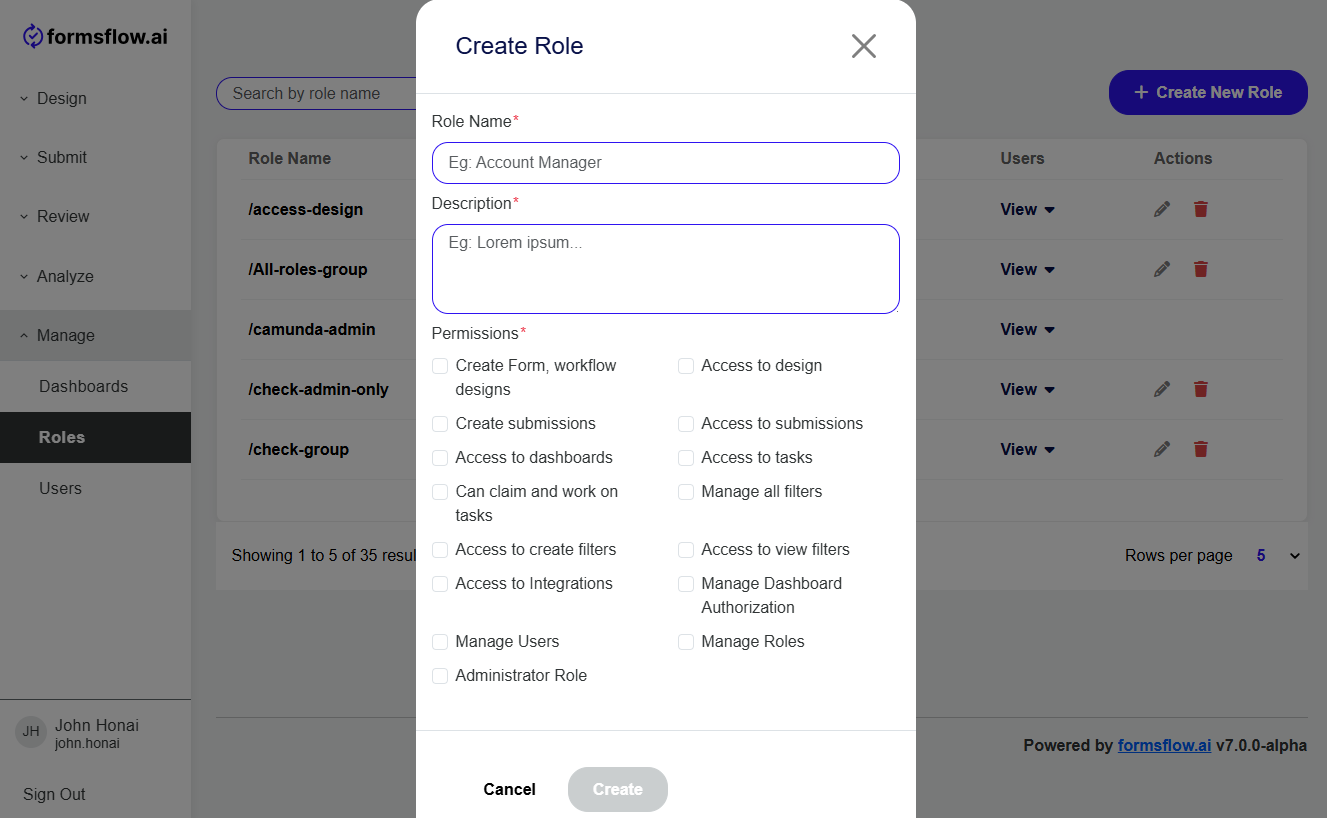 formsflow.ai
Design
Submit
Review
Analyze
Manage
Dashboards
Roles
Users
JH
John Honai
john.honai
Sign Out
Search by role name
+ Create New Role
Role Name
Users
Actions
/access-design
View
/All-roles-group
View
/camunda-admin
View
/check-admin-only
View
/check-group
View
Showing 1 to 5 of 35
Rows per page 5
Powered by formsflow.ai v7.0.0-alpha
Create Role
Role Name*
Eg: Account Manager
Description*
Eg: Lorem ipsum...
Permissions*
Create Form, workflow
designs
Access to design
Create submissions
Access to submissions
Access to dashboards
Access to tasks
Can claim and work on
tasks
Manage all filters
Access to create filters
Access to view filters
Access to Integrations
Manage Dashboard
Authorization
Manage Users
Manage Roles
Administrator Role
Cancel
Create